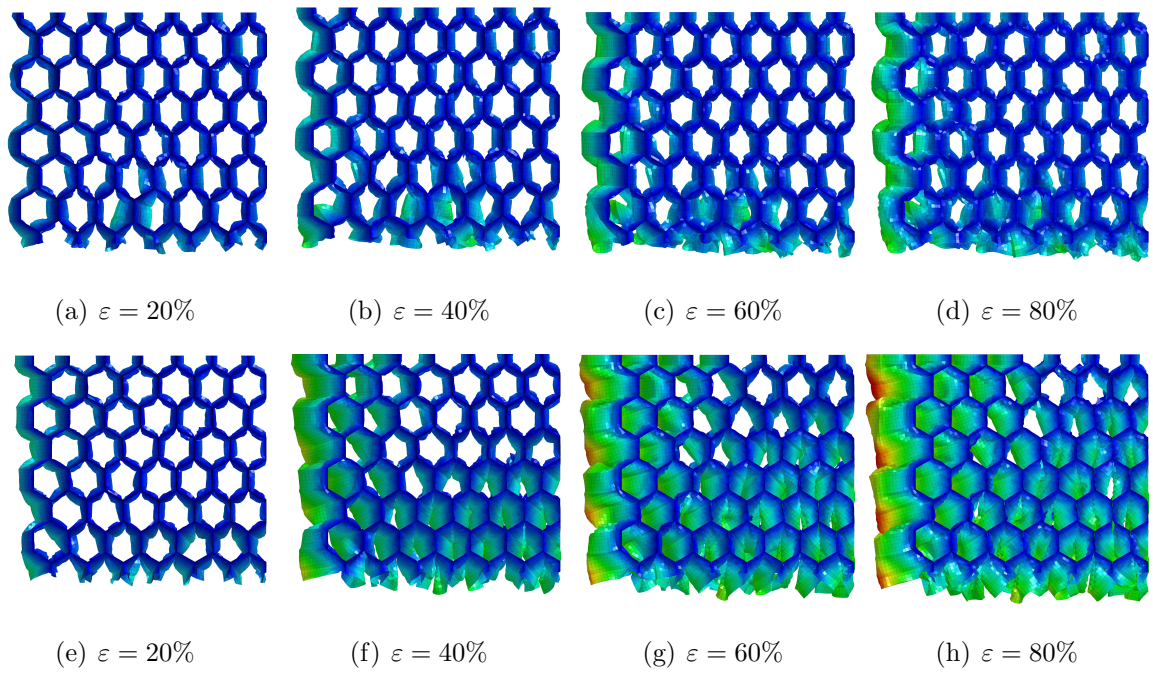 (a) ε = 20%
(b) ε = 40%
(c) ε = 60%
(d) ε = 80%
(e) ε = 20%
(f) ε = 40%
(g) ε = 60%
(h) ε = 80%